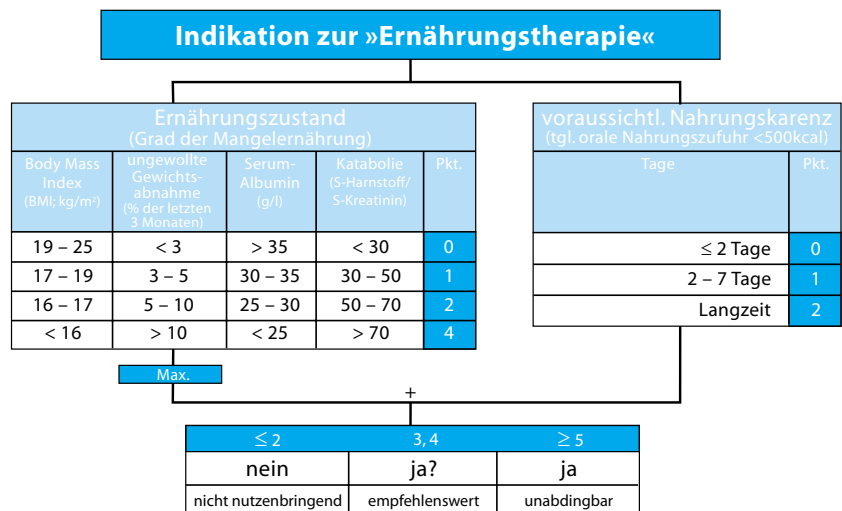 Indikation zur »Ernährungstherapie«
Ernährungszustand
(Grad der Mangelernährung)
Body Mass
Index
(BMI; kg/m²)
ungewollte
Gewichts-
abnahme
(% der letzten
3 Monaten)
Serum-
Albumin
(g/l)
Katabolie
(S-Harnstoff/
S-Kreatinin)
Pkt.
19 – 25 < 3 > 35 < 30 0
17 – 19 3 – 5 30 – 35 30 – 50 1
16 – 17 5 – 10 25 – 30 50 – 70 2
< 16 > 10 < 25 > 70 4
Max.
voraussichtl. Nahrungskarenz
(tgl. orale Nahrungszufuhr <500kcal)
Tage Pkt.
≤ 2 Tage 0
2 – 7 Tage 1
Langzeit 2
+
≤ 2 3, 4 ≥ 5
nein ja? ja
nicht nutzenbringend empfehlenswert unabdingbar